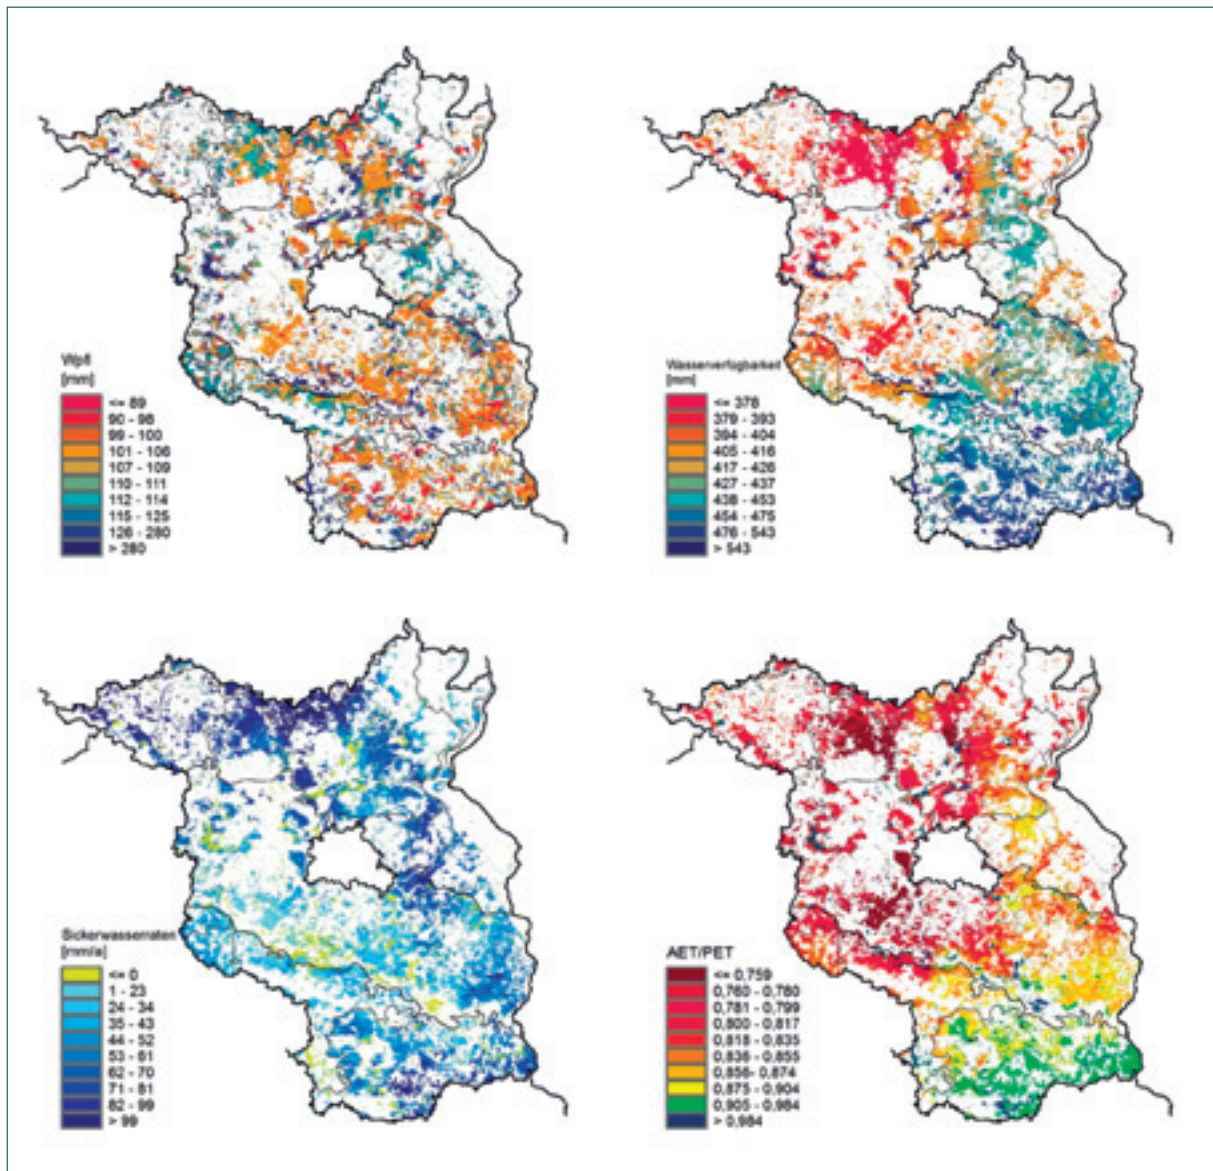 Wpfl
[mm]
<= 89
90 - 98
99 - 100
101 - 106
107 - 109
110 - 111
112 - 114
115 - 125
126 - 280
> 280
Wasserverfügbarkeit
[mm]
<= 378
379 - 393
394 - 404
405 - 416
417 - 426
427 - 437
438 - 453
454 - 475
476 - 543
> 543
Sickerwasserraten
[mm/a]
<= 0
1 - 23
24 - 34
35 - 43
44 - 52
53 - 61
62 - 70
71 - 81
82 - 99
> 99
AET/PET
<= 0,759
0,760 - 0,780
0,781 - 0,799
0,800 - 0,817
0,818 - 0,835
0,836 - 0,855
0,856- 0,874
0,875 - 0,904
0,905 - 0,984
> 0,984